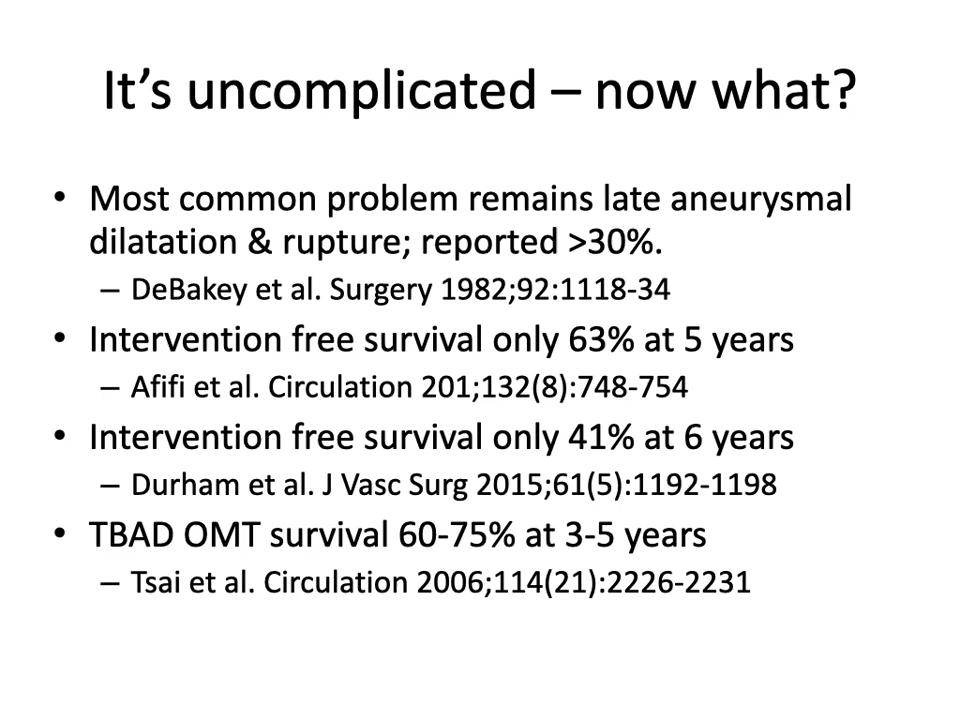 It's uncomplicated – now what?
• Most common problem remains late aneurysmal
dilatation & rupture; reported >30%.
– DeBakey et al. Surgery 1982;92:1118-34
• Intervention free survival only 63% at 5 years
– Afifi et al. Circulation 201;132(8):748-754
• Intervention free survival only 41% at 6 years
– Durham et al. J Vasc Surg 2015;61(5):1192-1198
• TBAD OMT survival 60-75% at 3-5 years
– Tsai et al. Circulation 2006;114(21):2226-2231